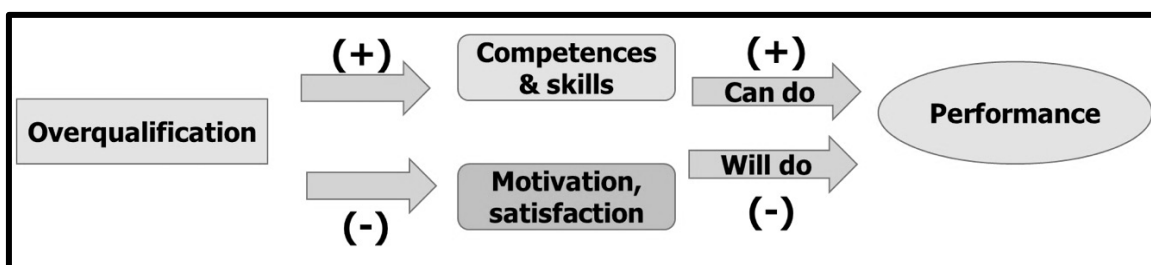 Overqualification
(+)
Competences
& skills
(+)
Can do
Performance
(-)
Motivation,
satisfaction
Will do
(-)